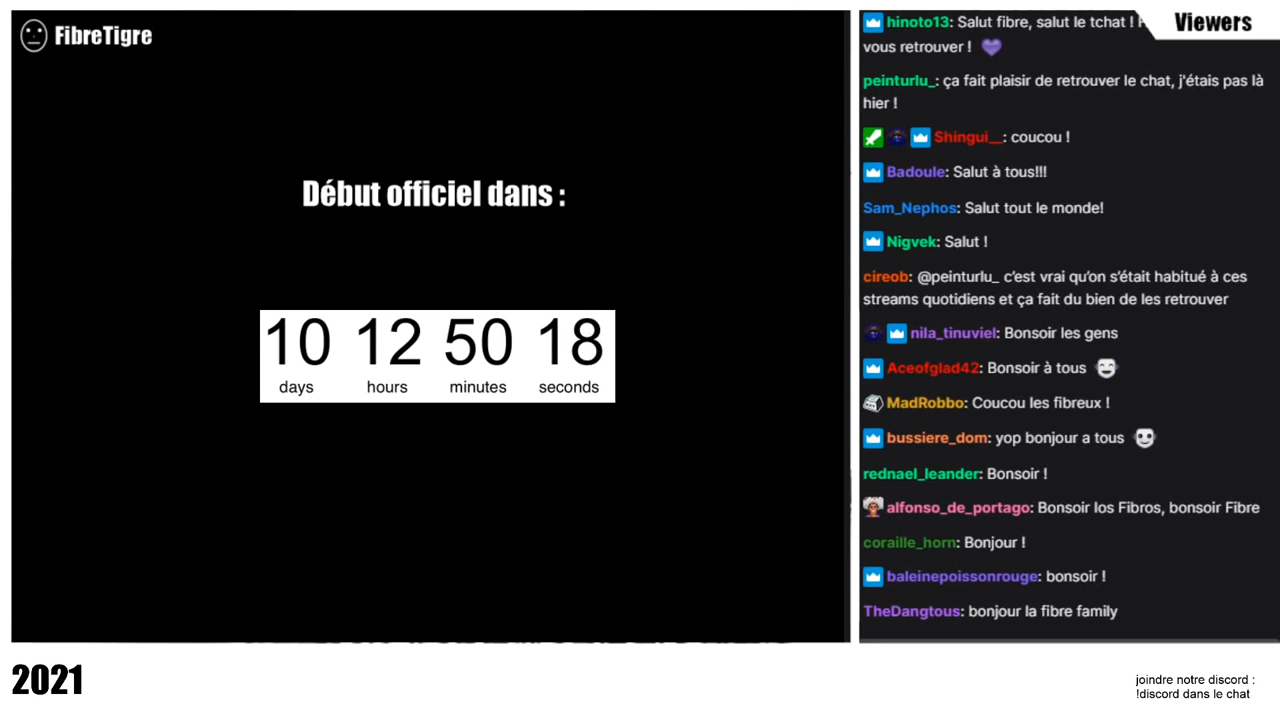 FibreTigre
Début officiel dans :
10 12 50 18
days hours minutes seconds
Viewers
hinoto13: Salut fibre, salut le tchat !
vous retrouver !
peinturlu_: ça fait plaisir de retrouver le chat, j'étais pas là
hier !
Shingui__: coucou !
Badoule: Salut à tous!!!
Sam_Nephos: Salut tout le monde!
Nigvek: Salut !
cireob: @peinturlu_ c'est vrai qu'on s'était habitué à ces
streams quotidiens et ça fait du bien de les retrouver
nila_tinuviel: Bonsoir les gens
Aceofglad42: Bonsoir à tous
MadRobbo: Coucou les fibreux !
bussiere_dom: yop bonjour a tous
rednael_leander: Bonsoir !
alfonso_de_portago: Bonsoir los Fibros, bonsoir Fibre
coraille_horn: Bonjour !
baleinepoissonrouge: bonsoir !
TheDangtous: bonjour la fibre family
2021
joindre notre discord :
!discord dans le chat